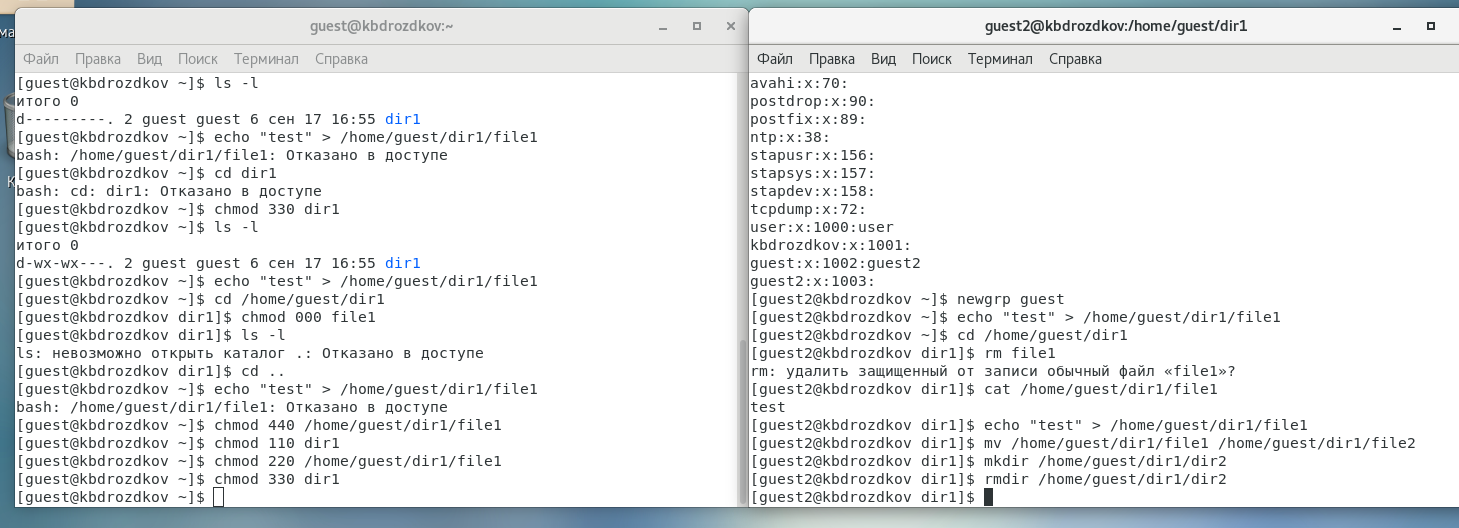 ма
К
guest@kbdrozdkov:~
Файл Правка Вид Поиск Терминал Справка
[guest@kbdrozdkov ~]$ ls -l
итого 0
d---------. 2 guest guest 6 сен 17 16:55 dir1
[guest@kbdrozdkov ~]$ echo "test" > /home/guest/dir1/file1
bash: /home/guest/dir1/file1: Отказано в доступе
[guest@kbdrozdkov ~]$ cd dir1
bash: cd: dir1: Отказано в доступе
[guest@kbdrozdkov ~]$ chmod 330 dir1
[guest@kbdrozdkov ~]$ ls -l
итого 0
d-wx-wx---. 2 guest guest 6 сен 17 16:55 dir1
[guest@kbdrozdkov ~]$ echo "test" > /home/guest/dir1/file1
[guest@kbdrozdkov ~]$ cd /home/guest/dir1
[guest@kbdrozdkov dir1]$ chmod 000 file1
[guest@kbdrozdkov dir1]$ ls -l
ls: невозможно открыть каталог .: Отказано в доступе
[guest@kbdrozdkov dir1]$ cd ..
[guest@kbdrozdkov ~]$ echo "test" > /home/guest/dir1/file1
bash: /home/guest/dir1/file1: Отказано в доступе
[guest@kbdrozdkov ~]$ chmod 440 /home/guest/dir1/file1
[guest@kbdrozdkov ~]$ chmod 110 dir1
[guest@kbdrozdkov ~]$ chmod 220 /home/guest/dir1/file1
[guest@kbdrozdkov ~]$ chmod 330 dir1
[guest@kbdrozdkov ~]$
guest2@kbdrozdkov:/home/guest/dir1
Файл Правка Вид Поиск Терминал Справка
avahi:x:70:
postdrop:x:90:
postfix:x:89:
ntp:x:38:
stapusr:x:156:
stapsys:x:157:
stapdev:x:158:
tcpdump:x:72:
user:x:1000:user
kbdrozdkov:x:1001:
guest:x:1002:guest2
guest2:x:1003:
[guest2@kbdrozdkov ~]$ newgrp guest
[guest2@kbdrozdkov ~]$ echo "test" > /home/guest/dir1/file1
[guest2@kbdrozdkov ~]$ cd /home/guest/dir1
[guest2@kbdrozdkov dir1]$ rm file1
rm: удалить защищенный от записи обычный файл «file1»?
[guest2@kbdrozdkov dir1]$ cat /home/guest/dir1/file1
test
[guest2@kbdrozdkov dir1]$ echo "test" > /home/guest/dir1/file1
[guest2@kbdrozdkov dir1]$ mv /home/guest/dir1/file1 /home/guest/dir1/file2
[guest2@kbdrozdkov dir1]$ mkdir /home/guest/dir1/dir2
[guest2@kbdrozdkov dir1]$ rmdir /home/guest/dir1/dir2
[guest2@kbdrozdkov dir1]$